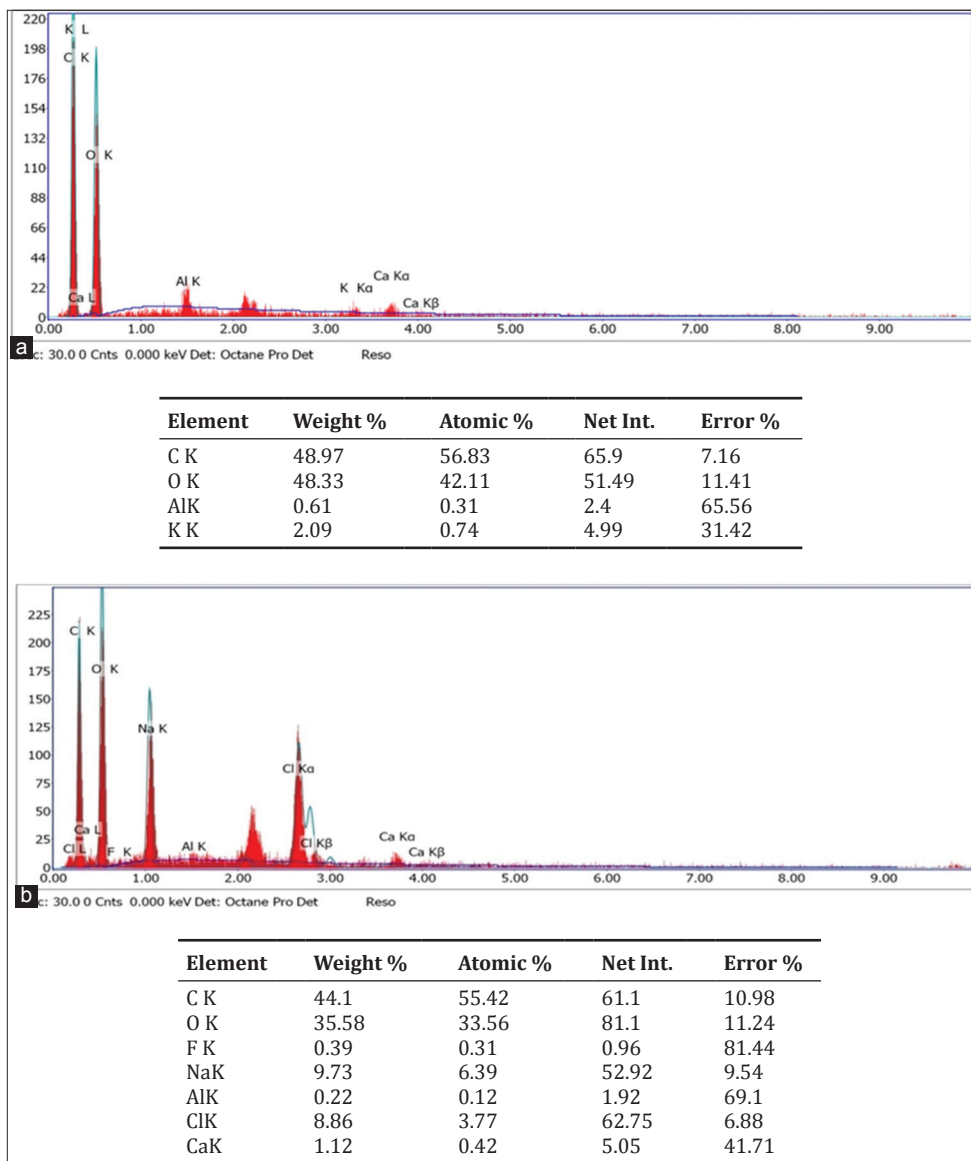 220
K L
198
C K
176
154
132
110
O K
88
66
44
22
0
Ca L
Al K
K Kα
Ca Kα
Ca Kβ
0.00 1.00 2.00 3.00 4.00 5.00 6.00 7.00 8.00 9.00
a
c: 30.0 0 Cnts 0.000 keV Det: Octane Pro Det Reso
Element Weight % Atomic % Net Int. Error %
C K 48.97 56.83 65.9 7.16
O K 48.33 42.11 51.49 11.41
AlK 0.61 0.31 2.4 65.56
K K 2.09 0.74 4.99 31.42
225
C K
200
O K
175
150
125
Na K
100
Cl Kα
75
50
Ca L
25
Cl L
F K
Al K
Cl Kβ
Ca Kα
Ca Kβ
0
0.00 1.00 2.00 3.00 4.00 5.00 6.00 7.00 8.00 9.00
b
c: 30.0 0 Cnts 0.000 keV Det: Octane Pro Det Reso
Element Weight % Atomic % Net Int. Error %
C K 44.1 55.42 61.1 10.98
O K 35.58 33.56 81.1 11.24
F K 0.39 0.31 0.96 81.44
NaK 9.73 6.39 52.92 9.54
AlK 0.22 0.12 1.92 69.1
ClK 8.86 3.77 62.75 6.88
CaK 1.12 0.42 5.05 41.71